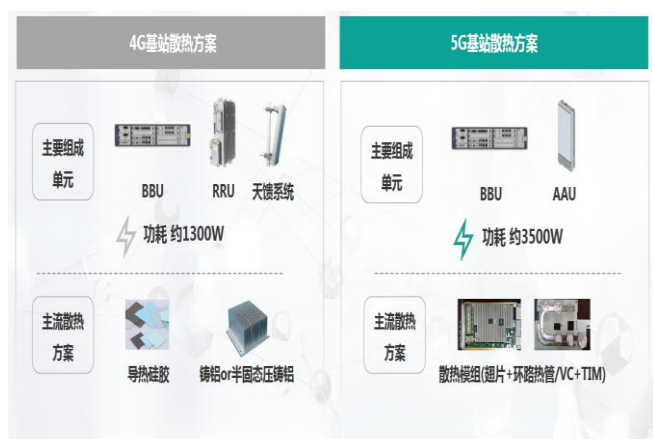 4G基站散热方案
5G基站散热方案
主要组成
单元
BBU
RRU
天馈系统
功耗 约1300W
主流散热
方案
导热硅胶
铸铝or半固态压铸铝
主要组成
单元
BBU
AAU
功耗 约3500W
主流散热
方案
散热模组(翅片+环路热管/VC+TIM)